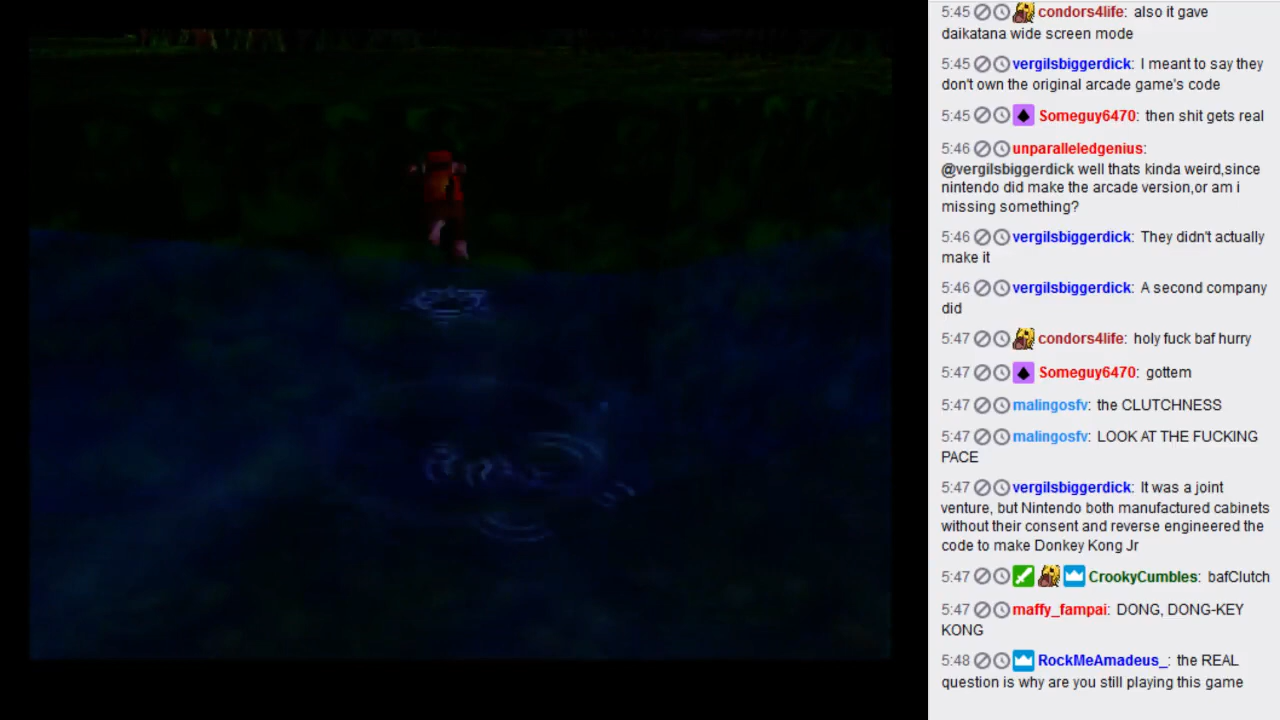 5:45 condors4life: also it gave
daikatana wide screen mode
5:45 vergilsbiggerdick: I meant to say they
don't own the original arcade game's code
5:45 Someguy6470: then shit gets real
5:46 unparalleledgenius:
@vergilsbiggerdick well thats kinda weird,since
nintendo did make the arcade version,or am i
missing something?
5:46 vergilsbiggerdick: They didn't actually
make it
5:46 vergilsbiggerdick: A second company
did
5:47 condors4life: holy fuck baf hurry
5:47 Someguy6470: gottem
5:47 malingosfv: the CLUTCHNESS
5:47 malingosfv: LOOK AT THE FUCKING
PACE
5:47 vergilsbiggerdick: It was a joint
venture, but Nintendo both manufactured cabinets
without their consent and reverse engineered the
code to make Donkey Kong Jr
5:47 CrookyCumbles: bafClutch
5:47 maffy_fampai: DONG, DONG-KEY
KONG
5:48 RockMeAmadeus_: the REAL
question is why are you still playing this game